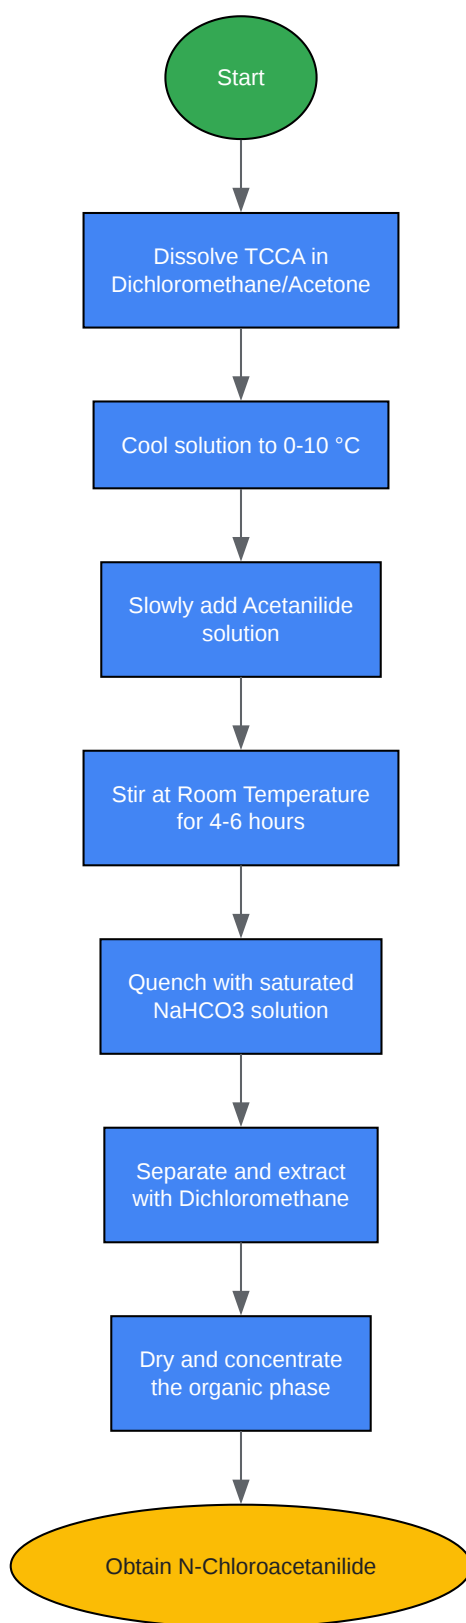 Start
Dissolve TCCA in
Dichloromethane/Acetone
Cool solution to 0-10 °C
Slowly add Acetanilide
solution
Stir at Room Temperature
for 4-6 hours
Quench with saturated
NaHCO3 solution
Separate and extract
with Dichloromethane
Dry and concentrate
the organic phase
Obtain N-Chloroacetanilide